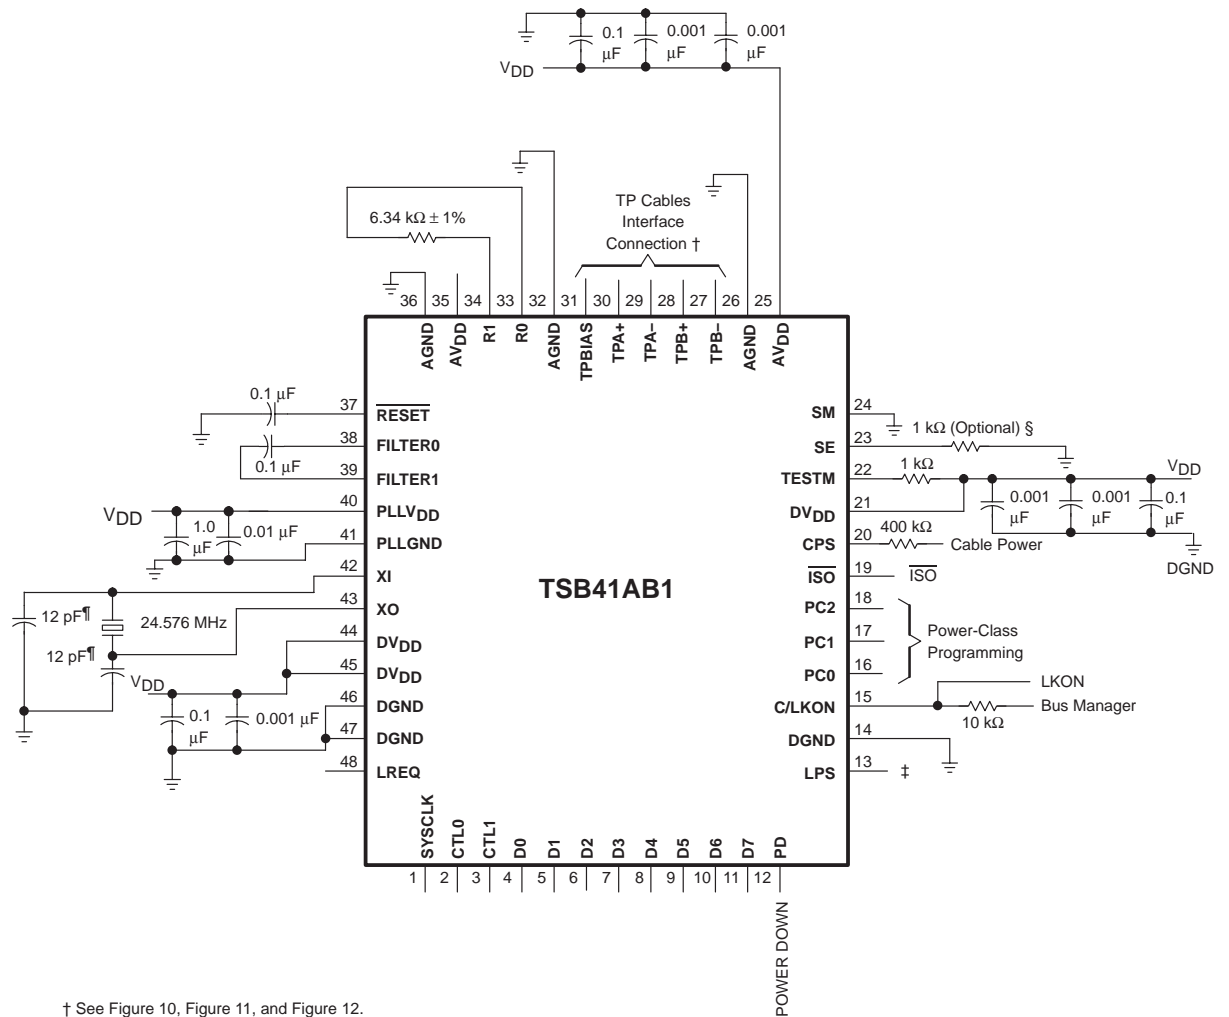 0.1 μF
0.001 μF
0.001 μF
VDD
6.34 kΩ ± 1%
TP Cables
Interface
Connection †
36 35 34 33 32 31 30 29 28 27 26 25
AGND
AVDD
R1
R0
AGND
TPBIAS
TPA+
TPA−
TPB+
TPB−
AGND
AVDD
0.1 μF
37 RESET
38 FILTER0
0.1 μF
39 FILTER1
VDD
40 PLLVDD
1.0 μF
0.01 μF
41 PLLGND
42 XI
12 pF¶
24.576 MHz
43 XO
12 pF¶
44 DVDD
45 DVDD
VDD
46 DGND
0.1 μF
0.001 μF
47 DGND
48 LREQ
TSB41AB1
SM 24
SE 23
1 kΩ (Optional) §
TESTM 22
1 kΩ
VDD
DVDD 21
0.001 μF
0.001 μF
0.1 μF
CPS 20
400 kΩ
Cable Power
DGND
ISO 19 ISO
PC2 18
PC1 17
PC0 16
Power-Class
Programming
C/LKON 15
LKON
Bus Manager
10 kΩ
DGND 14
LPS 13 ‡
SYSCLK
CTL0
CTL1
D0
D1
D2
D3
D4
D5
D6
D7
PD
1 2 3 4 5 6 7 8 9 10 11 12
POWER DOWN
† See Figure 10, Figure 11, and Figure 12.